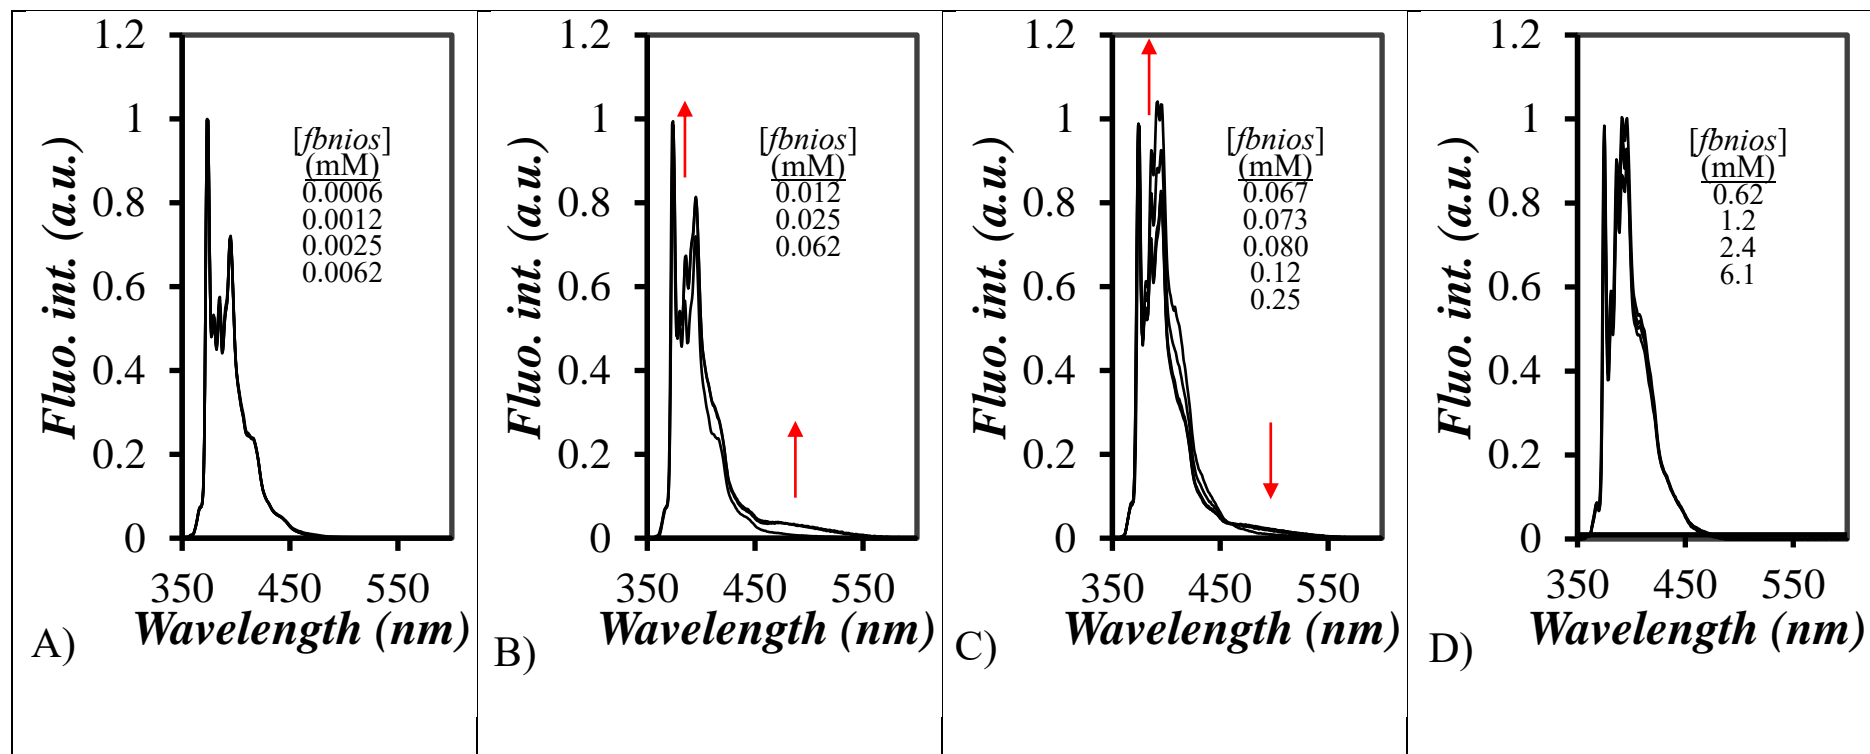 1.2
1
0.8
0.6
0.4
0.2
0
Fluo. int. (a.u.)
[fbnios]
(mM)
0.0006
0.0012
0.0025
0.0062
350 450 550
Wavelength (nm)
A)
1.2
1
0.8
0.6
0.4
0.2
0
Fluo. int. (a.u.)
[fbnios]
(mM)
0.012
0.025
0.062
350 450 550
Wavelength (nm)
B)
1.2
1
0.8
0.6
0.4
0.2
0
Fluo. int. (a.u.)
[fbnios]
(mM)
0.067
0.073
0.080
0.12
0.25
350 450 550
Wavelength (nm)
C)
1.2
1
0.8
0.6
0.4
0.2
0
Fluo. int. (a.u.)
[fbnios]
(mM)
0.62
1.2
2.4
6.1
350 450 550
Wavelength (nm)
D)